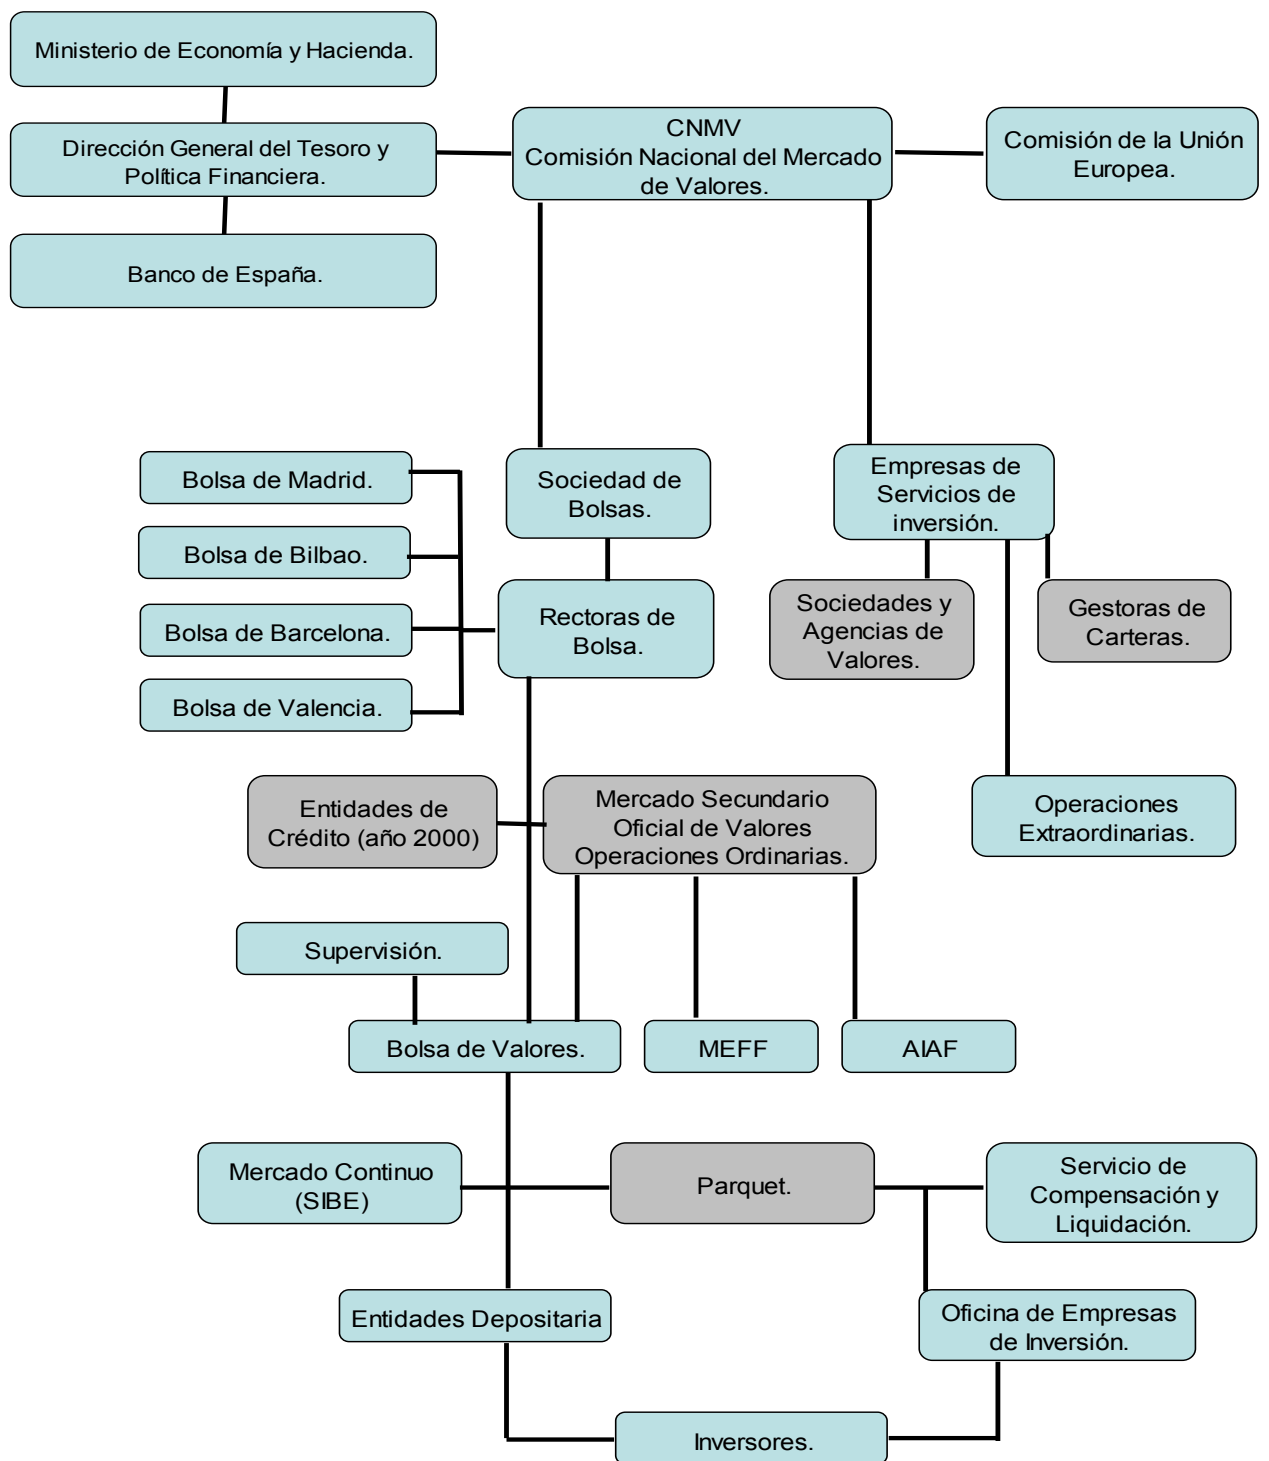 Ministerio de Economía y Hacienda.
CNMV
Comisión Nacional del Mercado
de Valores.
Dirección General del Tesoro y
Política Financiera.
Comisión de la Unión
Europea.
Banco de España.
Bolsa de Madrid.
Sociedad de
Bolsas.
Empresas de
Servicios de
inversión.
Bolsa de Bilbao.
Bolsa de Barcelona.
Rectoras de
Bolsa.
Sociedades y
Agencias de
Valores.
Gestoras de
Carteras.
Bolsa de Valencia.
Entidades de
Crédito (año 2000)
Mercado Secundario
Oficial de Valores
Operaciones Ordinarias.
Operaciones
Extraordinarias.
Supervisión.
Bolsa de Valores.
MEFF
AIAF
Mercado Continuo
(SIBE)
Parquet.
Servicio de
Compensación y
Liquidación.
Entidades Depositaria
Oficina de Empresas
de Inversión.
Inversores.